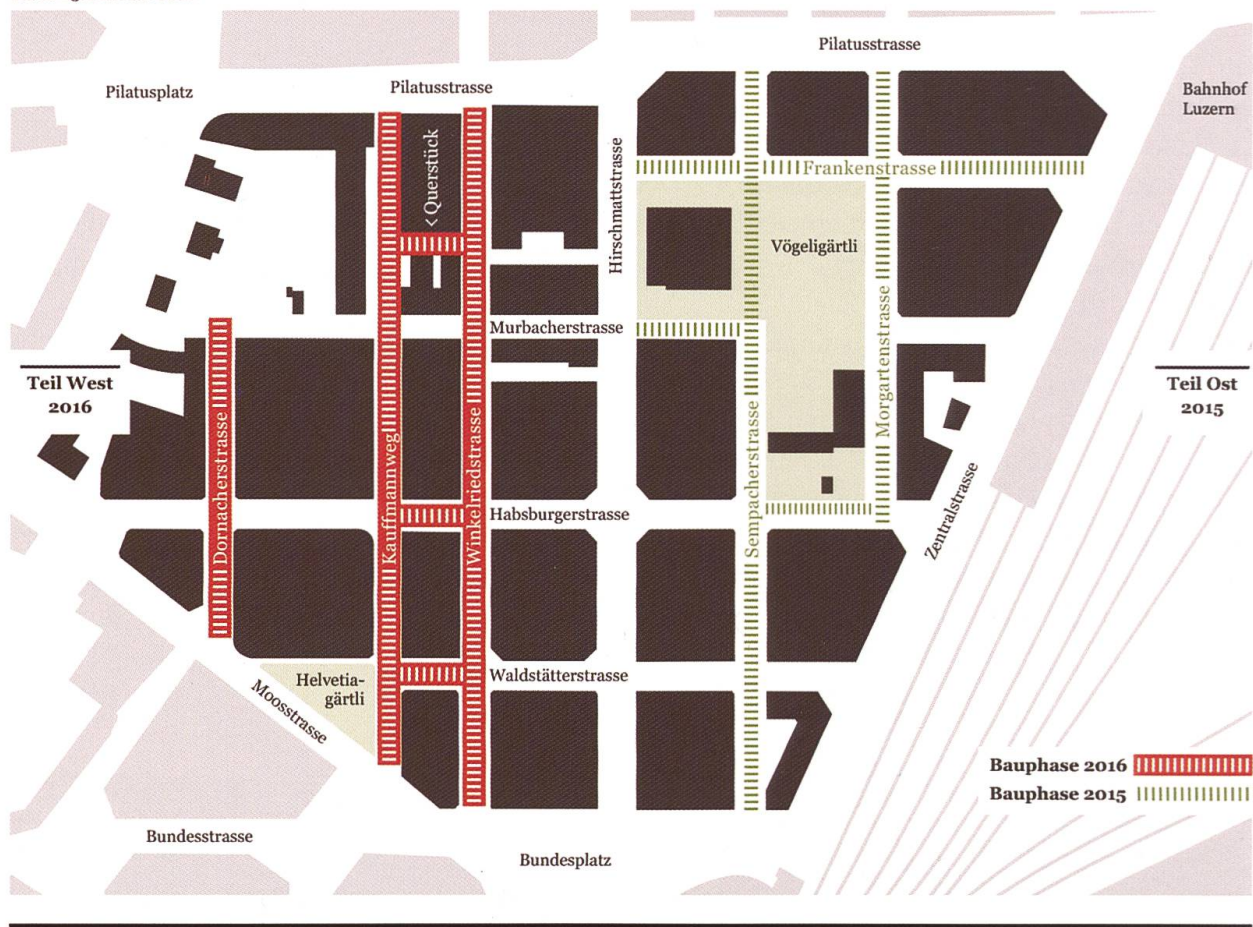 Pilatusstrasse
Pilatusplatz
Pilatusstrasse
Bahnhof
Luzern
< Querstück
Hirschmattstrasse
Frankenstrasse
Vögeligärtli
Murbacherstrasse
Teil West
2016
Teil Ost
2015
Dornacherstrasse
Kauffmannweg
Winkelriedstrasse
Sempacherstrasse
Morgartenstrasse
Habsburgerstrasse
Zentralstrasse
Helvetia-
gärtli
Moosstrasse
Waldstätterstrasse
Bauphase 2016
Bauphase 2015
Bundesstrasse
Bundesplatz